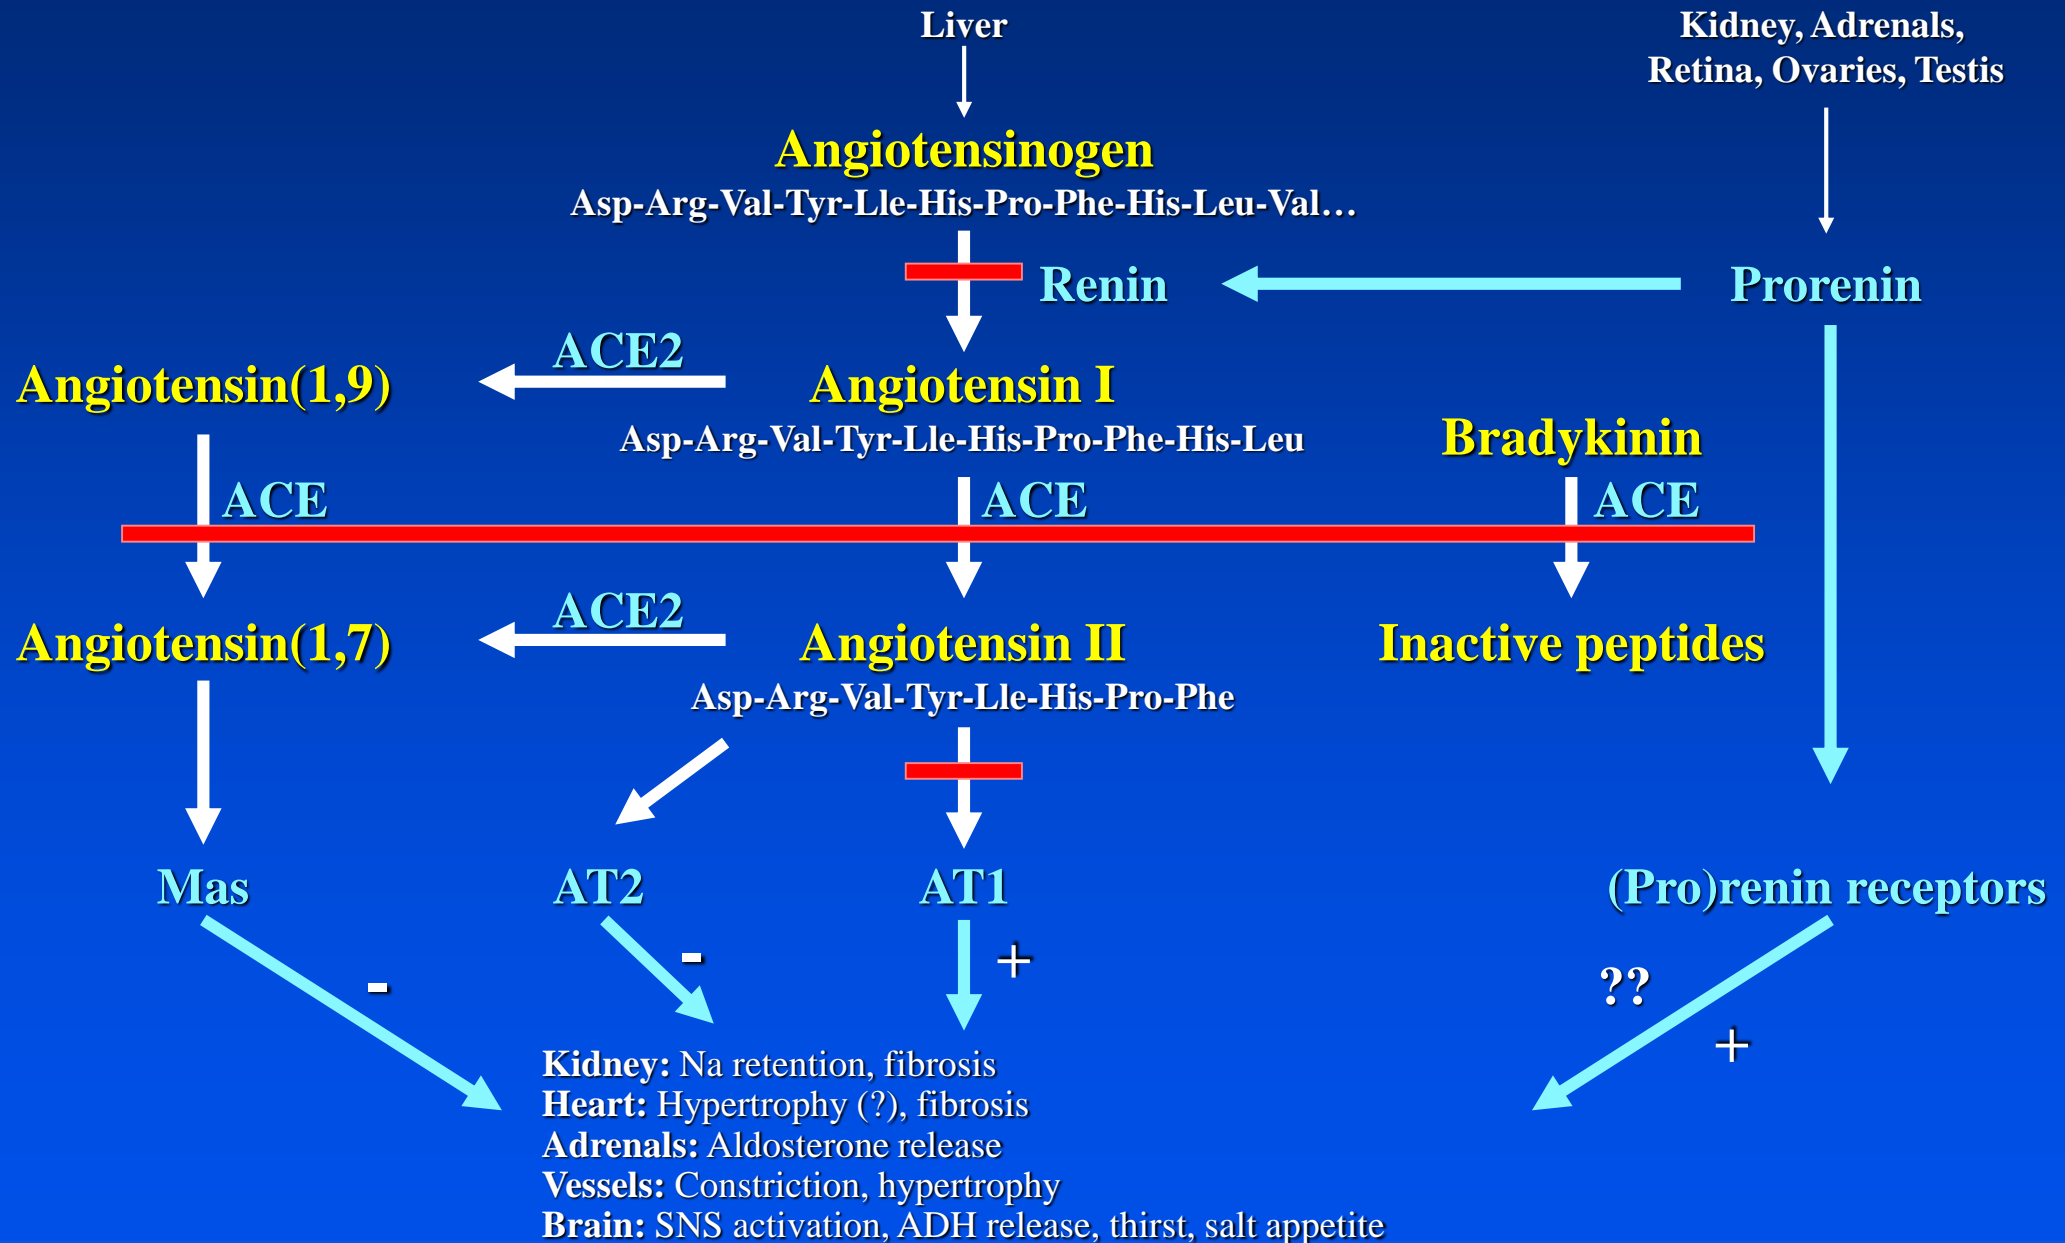 Liver
Kidney, Adrenals,
Retina, Ovaries, Testis
Angiotensinogen
Asp-Arg-Val-Tyr-Lle-His-Pro-Phe-His-Leu-Val…
Renin
Prorenin
ACE2
Angiotensin(1,9)
Angiotensin I
Asp-Arg-Val-Tyr-Lle-His-Pro-Phe-His-Leu
Bradykinin
ACE
ACE
ACE
ACE2
Angiotensin(1,7)
Angiotensin II
Inactive peptides
Asp-Arg-Val-Tyr-Lle-His-Pro-Phe
Mas
AT2
AT1
(Pro)renin receptors
-
-
+
??
+
Kidney: Na retention, fibrosis
Heart: Hypertrophy (?), fibrosis
Adrenals: Aldosterone release
Vessels: Constriction, hypertrophy
Brain: SNS activation, ADH release, thirst, salt appetite